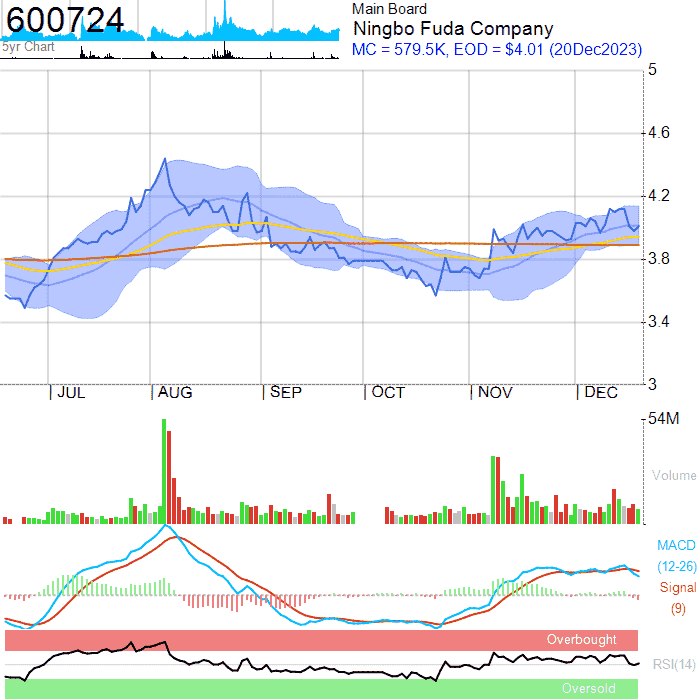 600724
5yr Chart
Main Board
Ningbo Fuda Company
MC = 579.5K, EOD = $4.01 (20Dec2023)
5
4.6
4.2
3.8
3.4
3
JUL
AUG
SEP
OCT
NOV
DEC
54M
Volume
MACD
(12-26)
Signal
(9)
Overbought
RSI(14)
Oversold